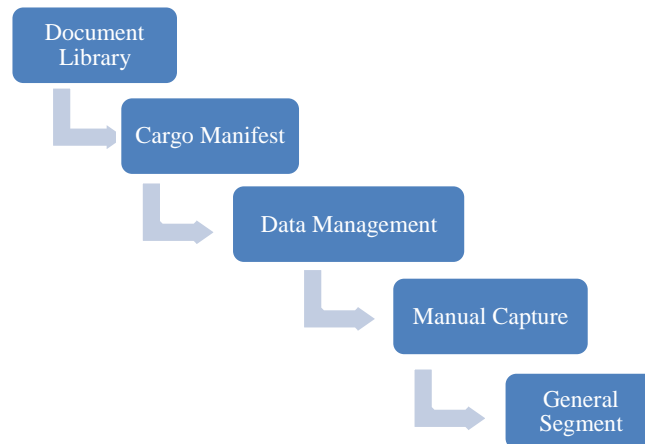 Document
Library
Cargo Manifest
Data Management
Manual Capture
General
Segment